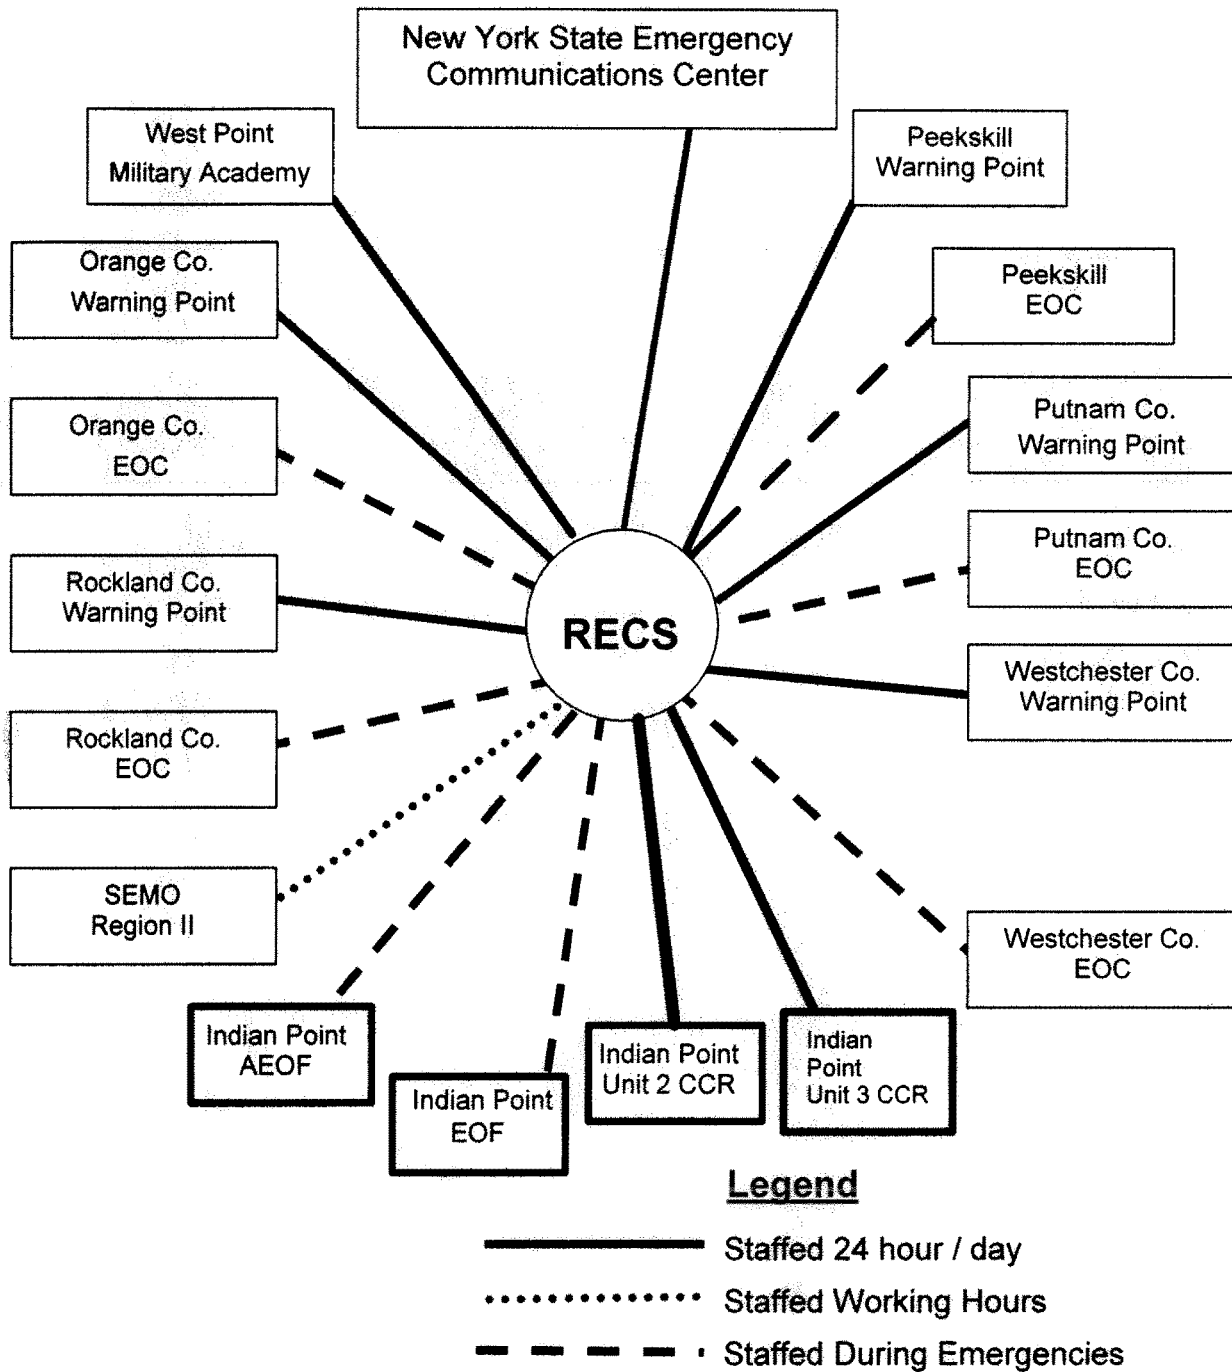 New York State Emergency
Communications Center
West Point
Military Academy
Peekskill
Warning Point
Orange Co.
Warning Point
Peekskill
EOC
Orange Co.
EOC
Putnam Co.
Warning Point
Putnam Co.
EOC
Rockland Co.
Warning Point
RECS
Westchester Co.
Warning Point
Rockland Co.
EOC
SEMO
Region II
Westchester Co.
EOC
Indian Point
AEOF
Indian Point
EOF
Indian Point
Unit 2 CCR
Indian
Point
Unit 3 CCR
Legend
Staffed 24 hour / day
Staffed Working Hours
Staffed During Emergencies